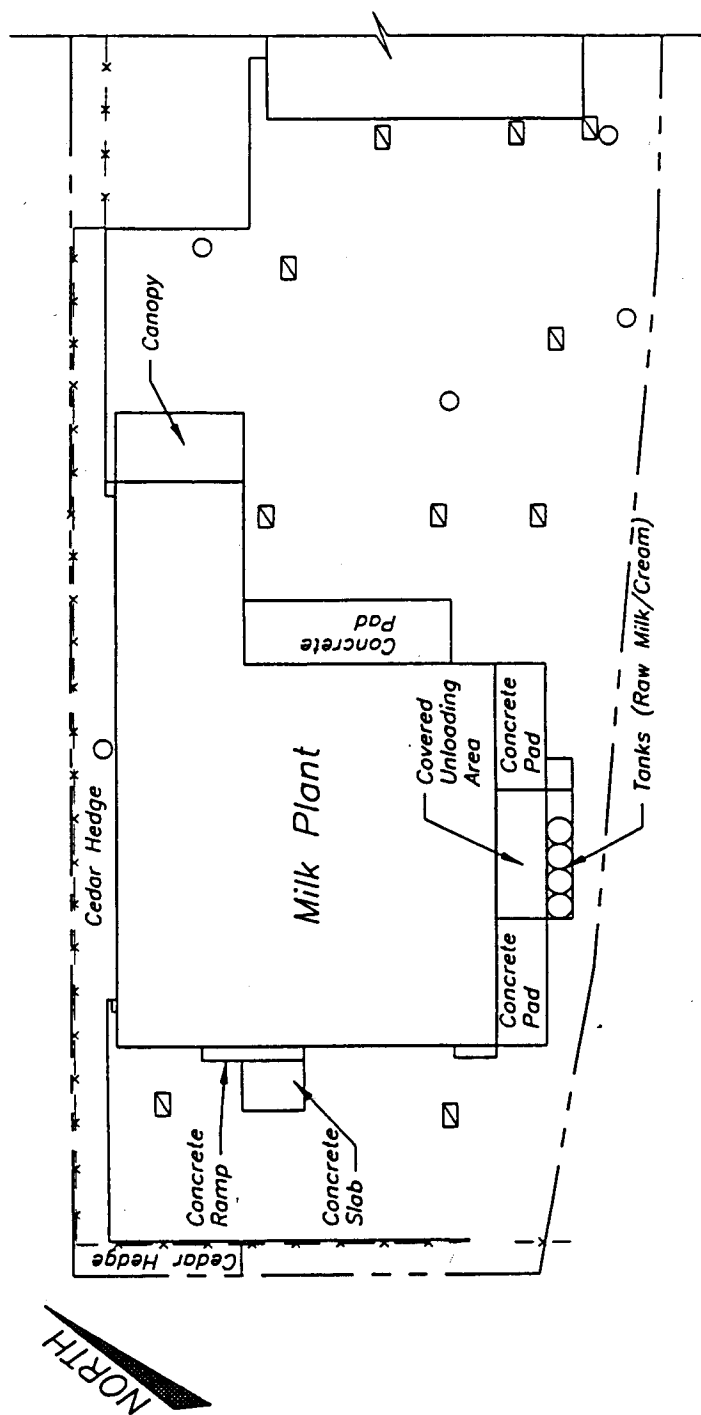 Canopy
Cedar Hedge
Milk Plant
Concrete
Pad
Covered
Unloading
Area
Concrete
Pad
Concrete
Pad
Tanks (Raw Milk/Cream)
Concrete
Ramp
Concrete
Slab
Cedar Hedge
NORTH